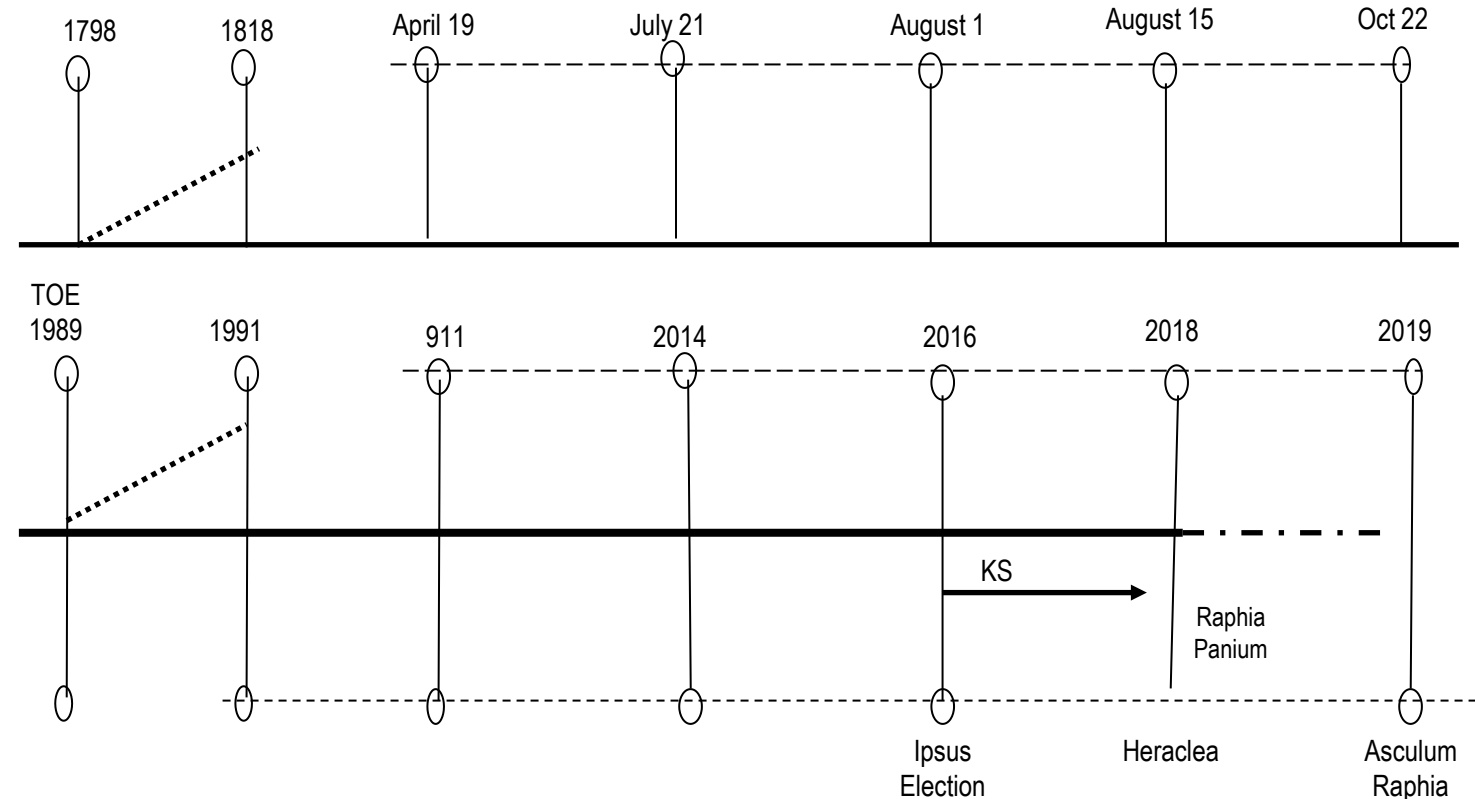 1798
1818
April 19
July 21
August 1
August 15
Oct 22
TOE
1989
1991
911
2014
2016
2018
2019
KS
Raphia
Panium
Ipsus
Election
Heraclea
Asculum
Raphia